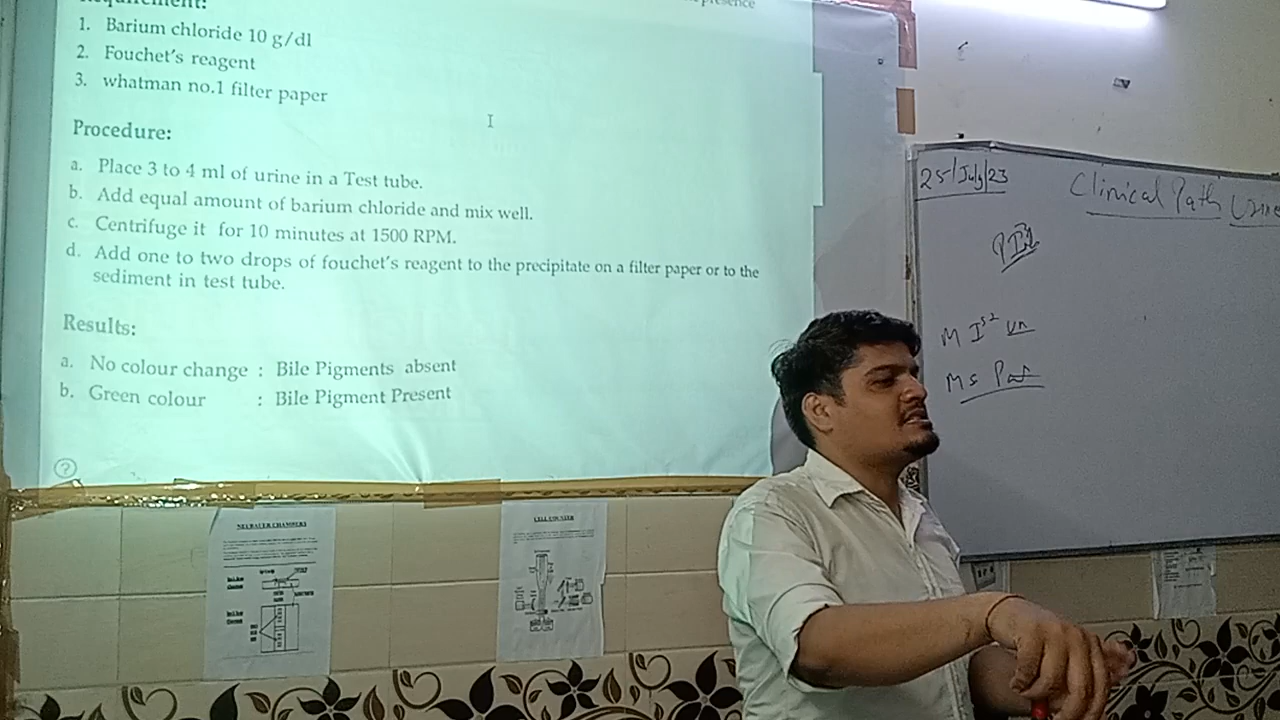 presence
1. Barium chloride 10 g/dl
2. Fouchet's reagent
3. whatman no.1 filter paper
Procedure:
a. Place 3 to 4 ml of urine in a Test tube.
b. Add equal amount of barium chloride and mix well.
c. Centrifuge it for 10 minutes at 1500 RPM.
d. Add one to two drops of fouchet's reagent to the precipitate on a filter paper or to the
sediment in test tube.
Results:
a. No colour change : Bile Pigments absent
b. Green colour : Bile Pigment Present
?
25/July/23
Clinical Path
NEUBAUER CHAMBERS
CELL COUNTER